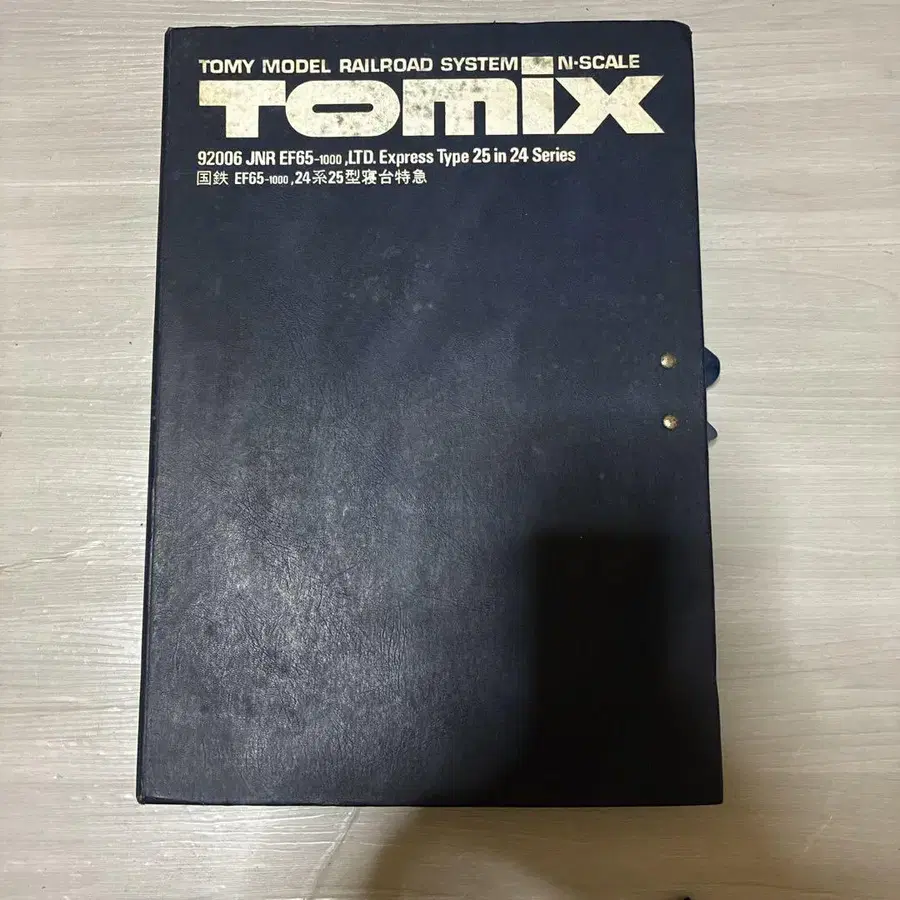 TOMY MODEL RAILROAD SYSTEM N-SCALE
TOMIX
92006 JNR EF65-1000 ,LTD. Express Type 25 in 24 Series
国鉄 EF65-1000 ,24系25型寝台特急